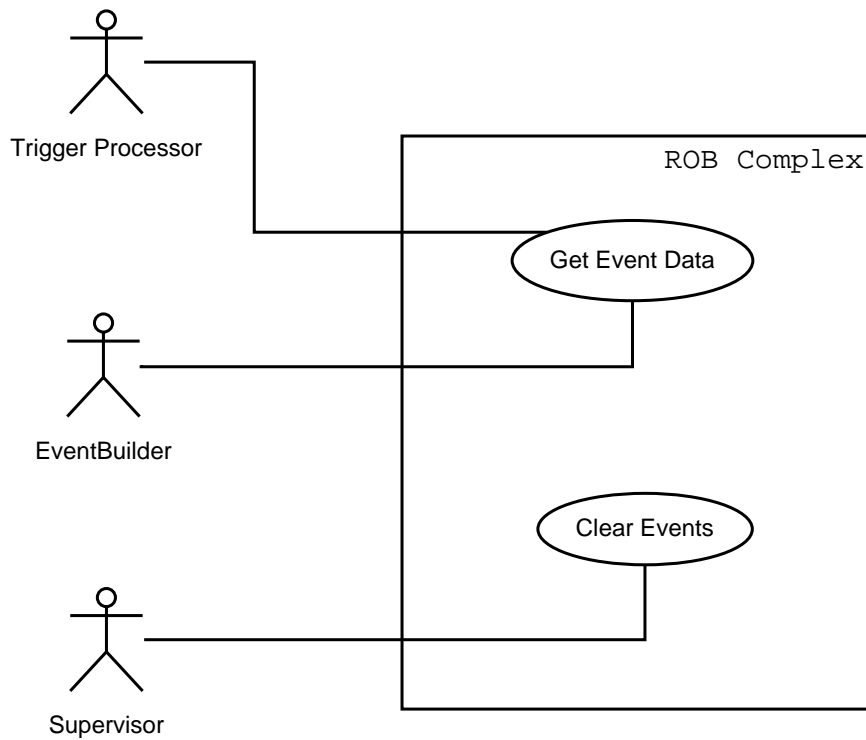 Trigger Processor
ROB Complex
Get Event Data
EventBuilder
Clear Events
Supervisor